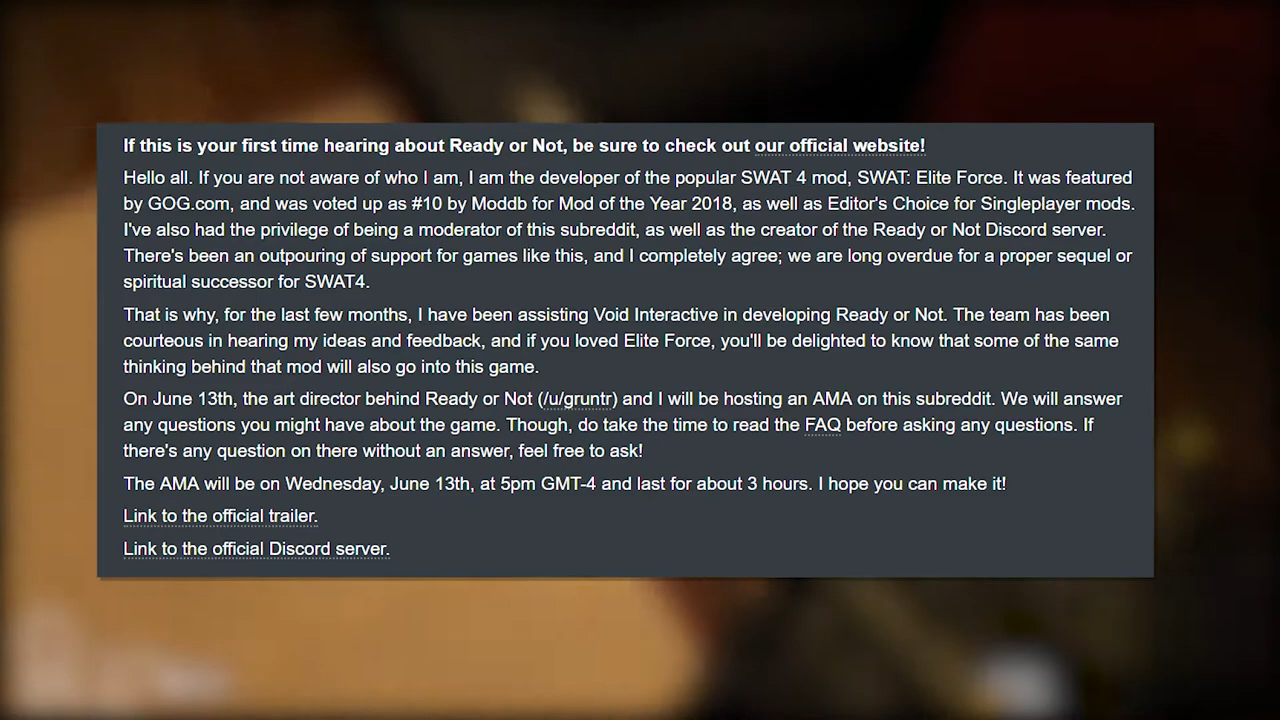 If this is your first time hearing about Ready or Not, be sure to check out our official website!
Hello all. If you are not aware of who I am, I am the developer of the popular SWAT 4 mod, SWAT: Elite Force. It was featured
by GOG.com, and was voted up as #10 by Moddb for Mod of the Year 2018, as well as Editor's Choice for Singleplayer mods.
I've also had the privilege of being a moderator of this subreddit, as well as the creator of the Ready or Not Discord server.
There's been an outpouring of support for games like this, and I completely agree; we are long overdue for a proper sequel or
spiritual successor for SWAT4.
That is why, for the last few months, I have been assisting Void Interactive in developing Ready or Not. The team has been
courteous in hearing my ideas and feedback, and if you loved Elite Force, you'll be delighted to know that some of the same
thinking behind that mod will also go into this game.
On June 13th, the art director behind Ready or Not (/u/gruntr) and I will be hosting an AMA on this subreddit. We will answer
any questions you might have about the game. Though, do take the time to read the FAQ before asking any questions. If
there's any question on there without an answer, feel free to ask!
The AMA will be on Wednesday, June 13th, at 5pm GMT-4 and last for about 3 hours. I hope you can make it!
Link to the official trailer.
Link to the official Discord server.